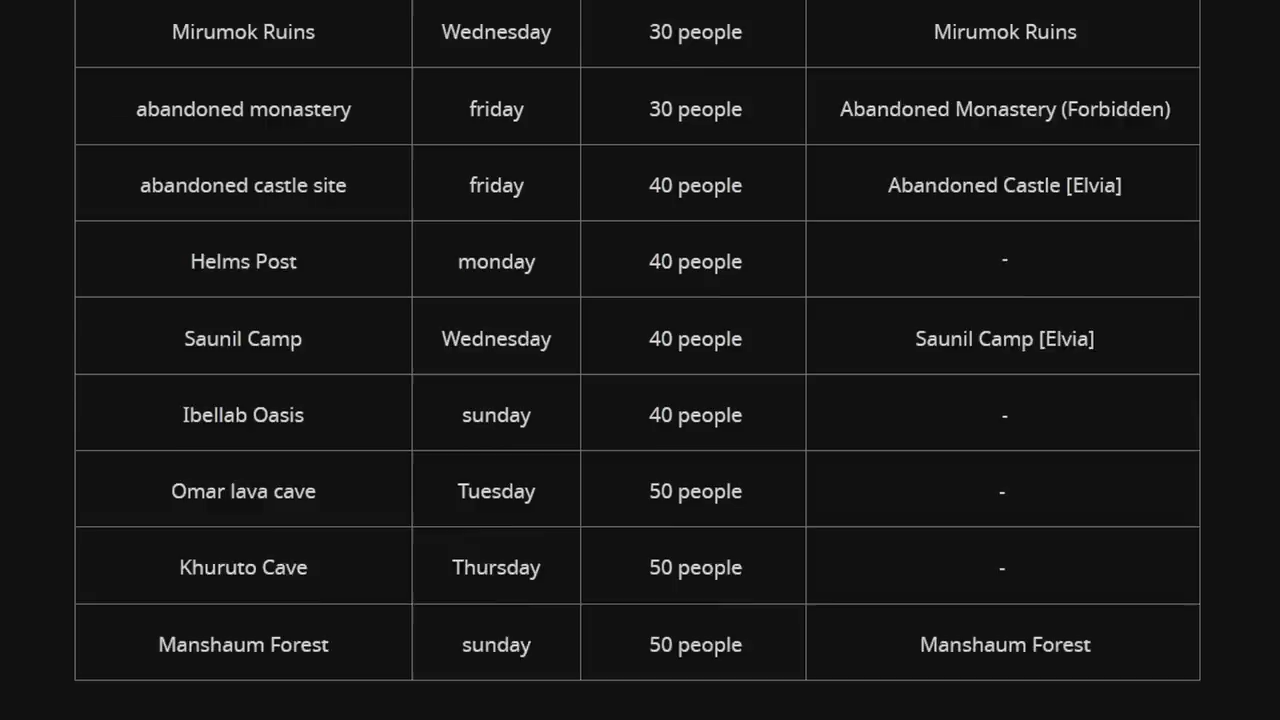 Mirumok Ruins Wednesday 30 people Mirumok Ruins
abandoned monastery friday 30 people Abandoned Monastery (Forbidden)
abandoned castle site friday 40 people Abandoned Castle [Elvia]
Helms Post monday 40 people -
Saunil Camp Wednesday 40 people Saunil Camp [Elvia]
Ibellab Oasis sunday 40 people -
Omar lava cave Tuesday 50 people -
Khuruto Cave Thursday 50 people -
Manshaum Forest sunday 50 people Manshaum Forest